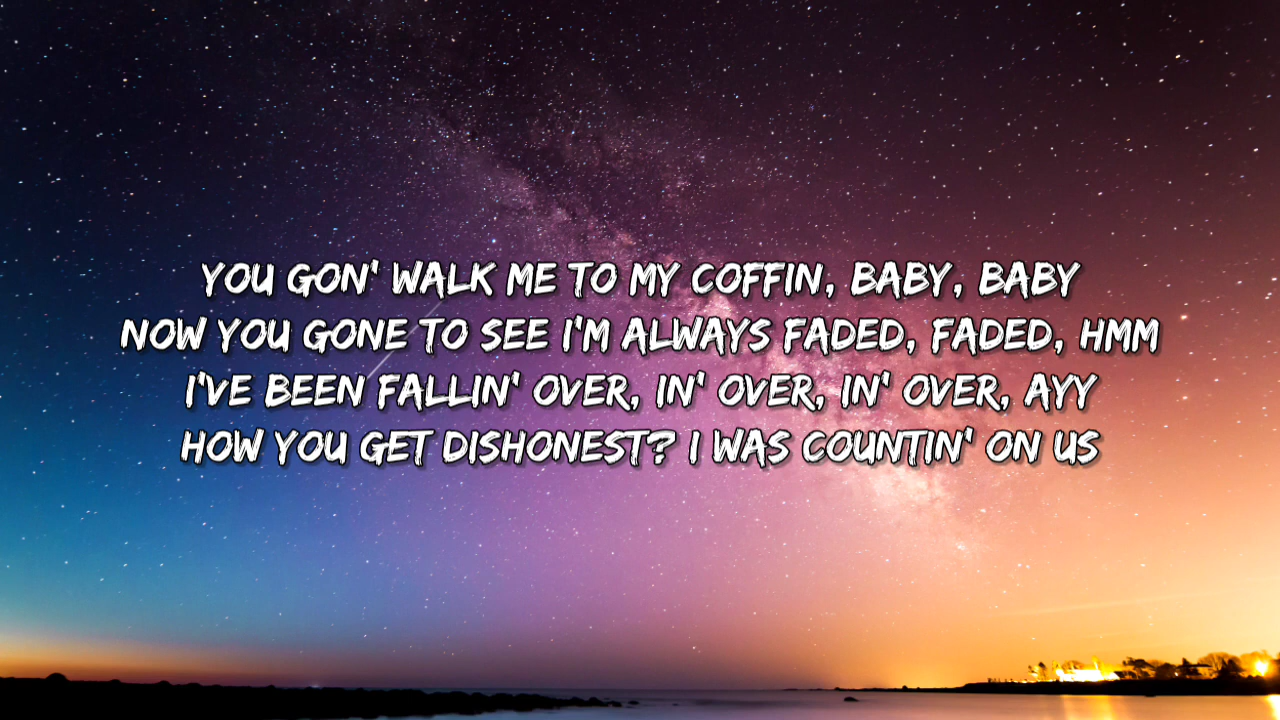 YOU GON' WALK ME TO MY COFFIN, BABY, BABY
NOW YOU GONE TO SEE I'M ALWAYS FADED, FADED, HMM
I'VE BEEN FALLIN' OVER, IN' OVER, IN' OVER, AYY
HOW YOU GET DISHONEST? I WAS COUNTIN' ON US